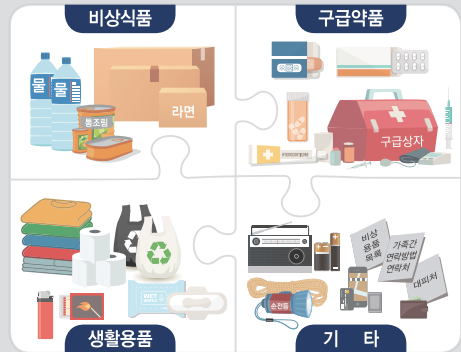 비상식품
구급약품
물
물
통조림
라면
구급상자
WET
비상
용품
목록
가족간
연락방법
연락처
대피처
손전등
생활용품
기 타